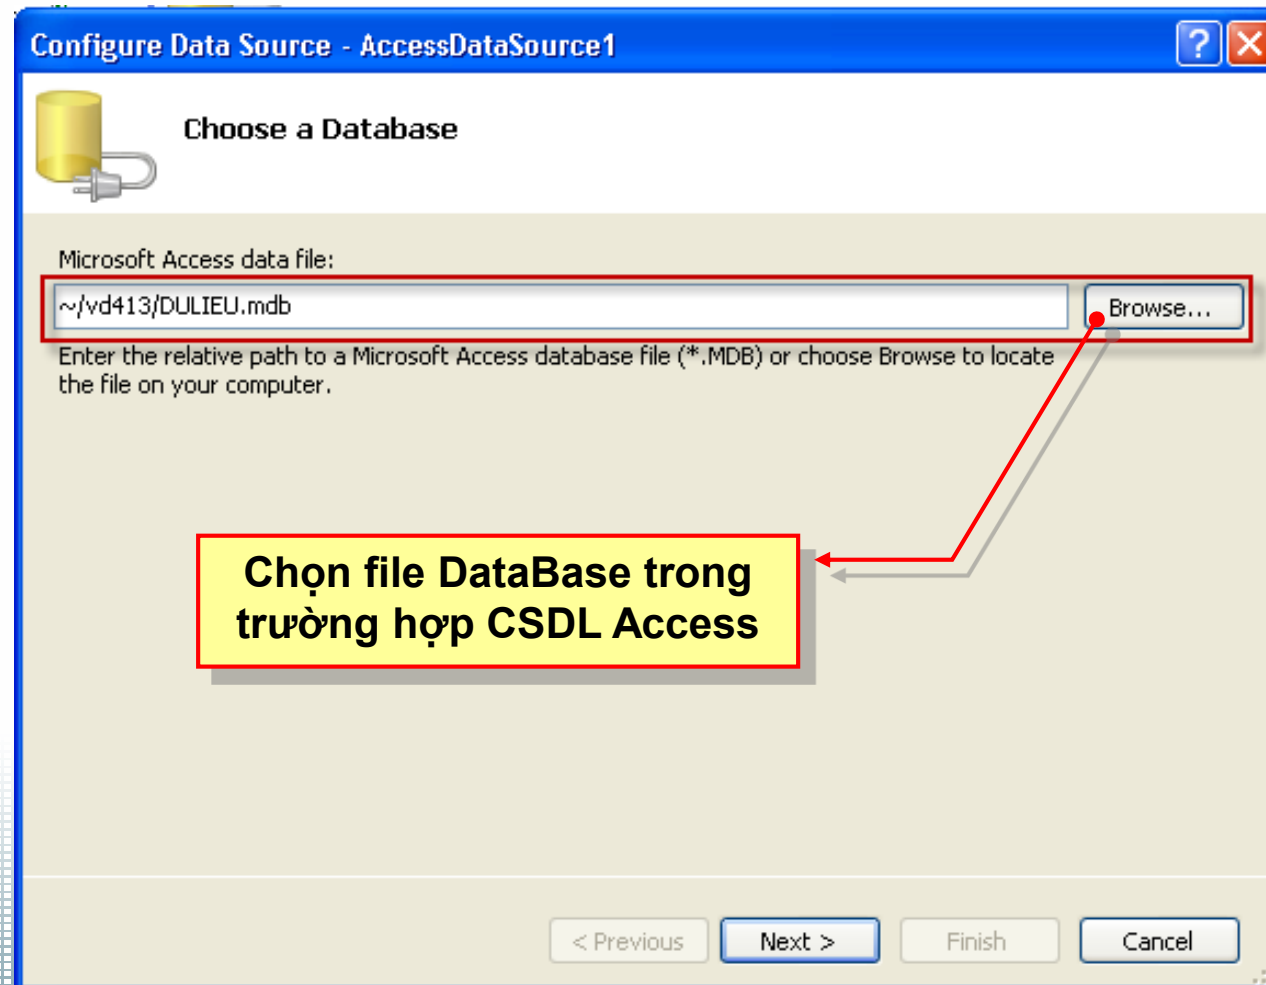 Configure Data Source - AccessDataSource1
Choose a Database
Microsoft Access data file:
~/vd413/DULIEU.mdb
Browse...
Enter the relative path to a Microsoft Access database file (*.MDB) or choose Browse to locate
the file on your computer.
Chọn file DataBase trong
trường hợp CSDL Access
< Previous
Next >
Finish
Cancel